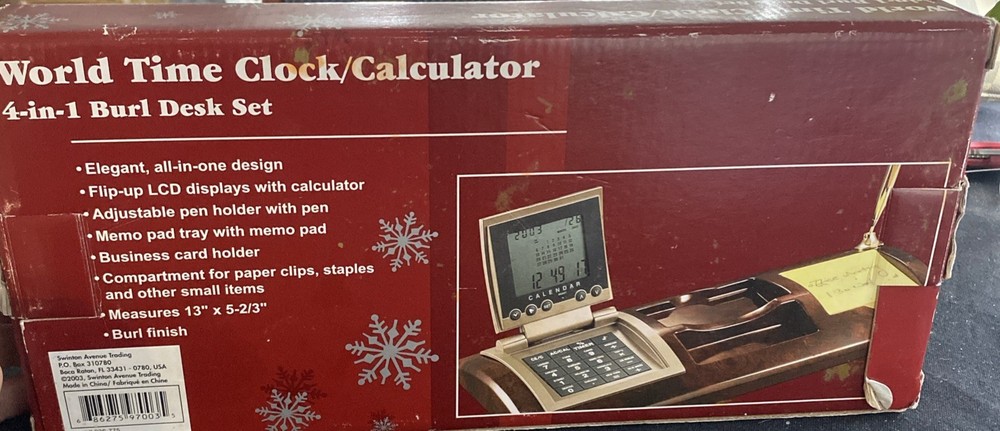 World Time Clock/Calculator
4-in-1 Burl Desk Set
• Elegant, all-in-one design
• Flip-up LCD displays with calculator
• Adjustable pen holder with pen
• Memo pad tray with memo pad
• Business card holder
• Compartment for paper clips, staples
and other small items
• Measures 13" x 5-2/3"
• Burl finish
Swinton Avenue Trading
P.O. Box 310780
Boca Raton, FL 33431 - 0780, USA
©2003, Swinton Avenue Trading
Made in China/ Fabriqué en Chine
6 86275 97003 5
2003
12 49 17
CALENDAR